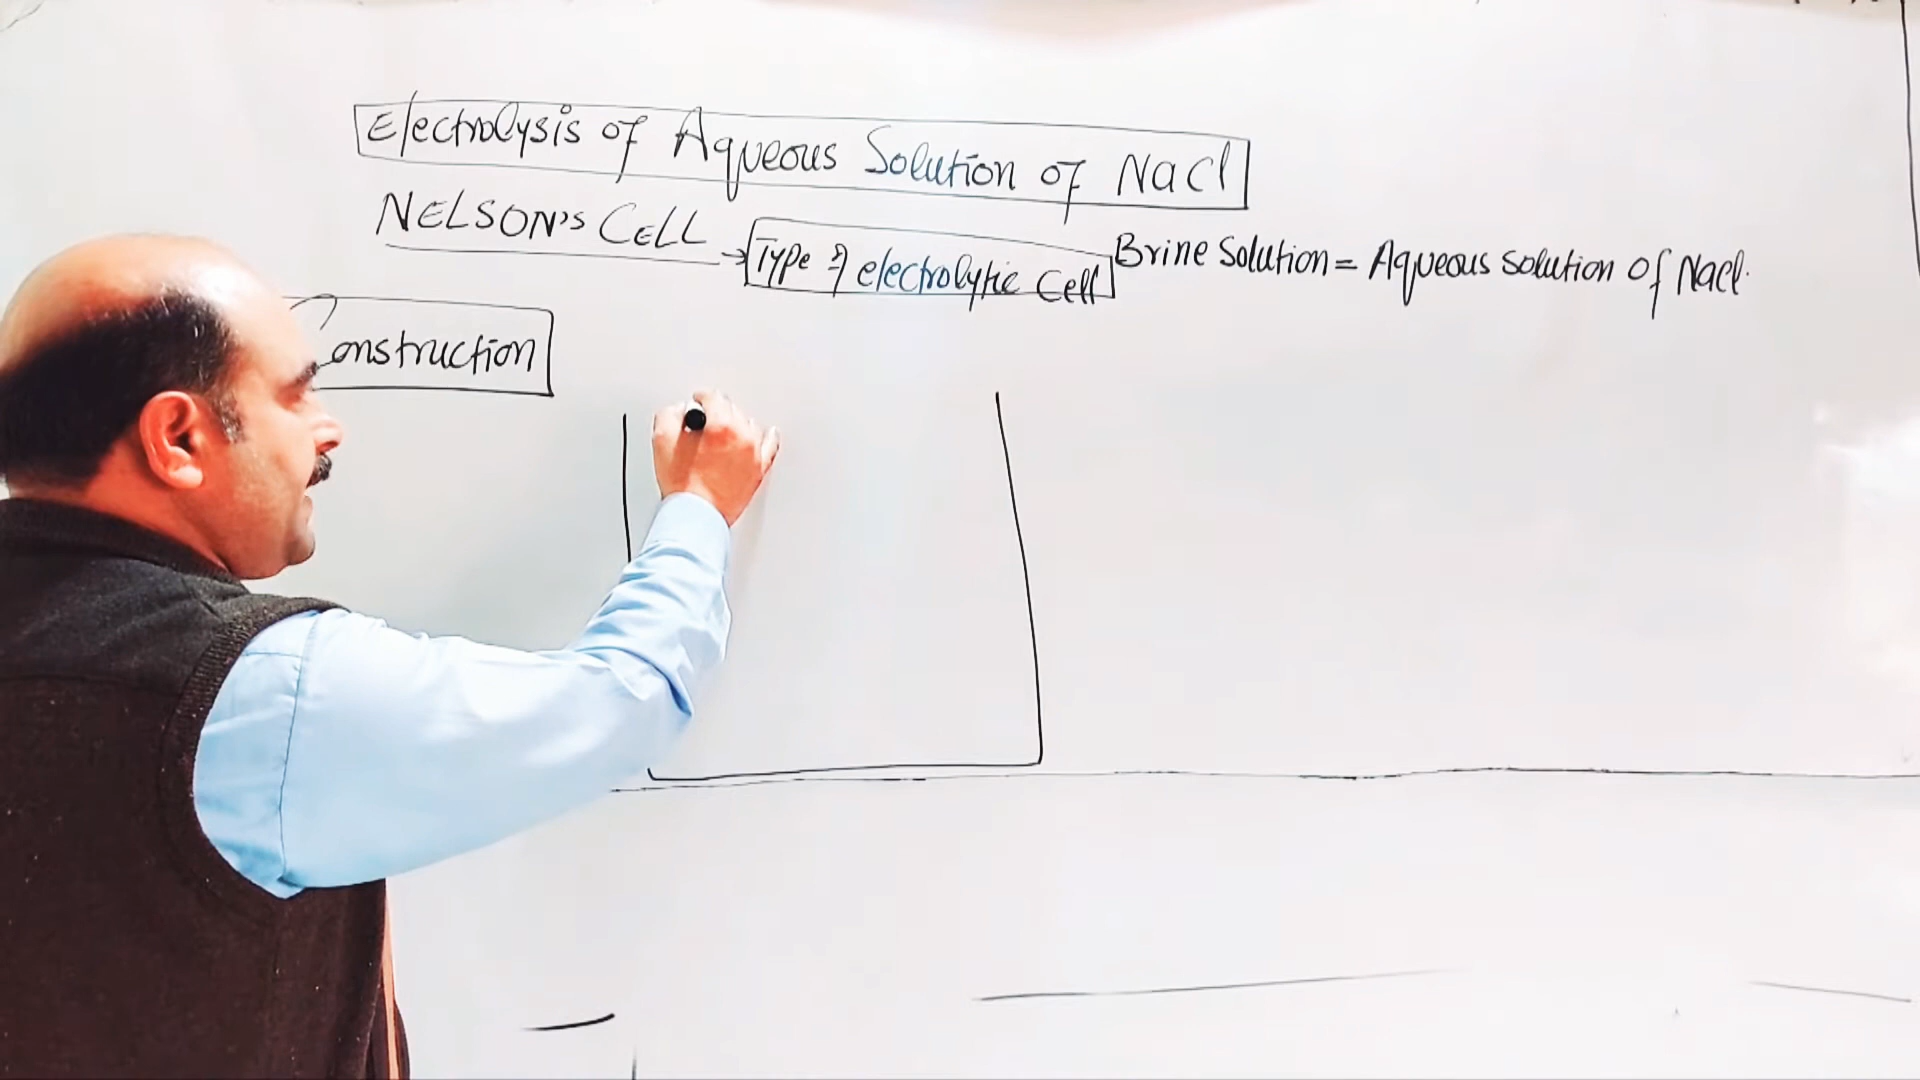 Electrolysis of Aqueous Solution of NaCl
NELSON's CELL → Type of electrolytic Cell
Brine Solution = Aqueous solution of Nacl.
Construction